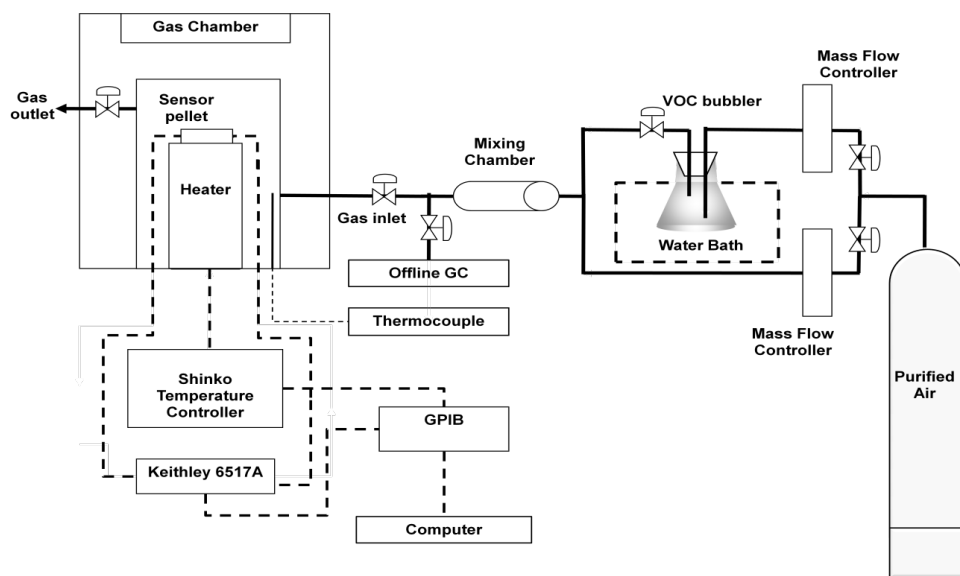 Gas Chamber
Gas
outlet
Sensor
pellet
Heater
Gas inlet
Mixing
Chamber
VOC bubbler
Mass Flow
Controller
Water Bath
Offline GC
Thermocouple
Mass Flow
Controller
Purified
Air
Shinko
Temperature
Controller
GPIB
Keithley 6517A
Computer